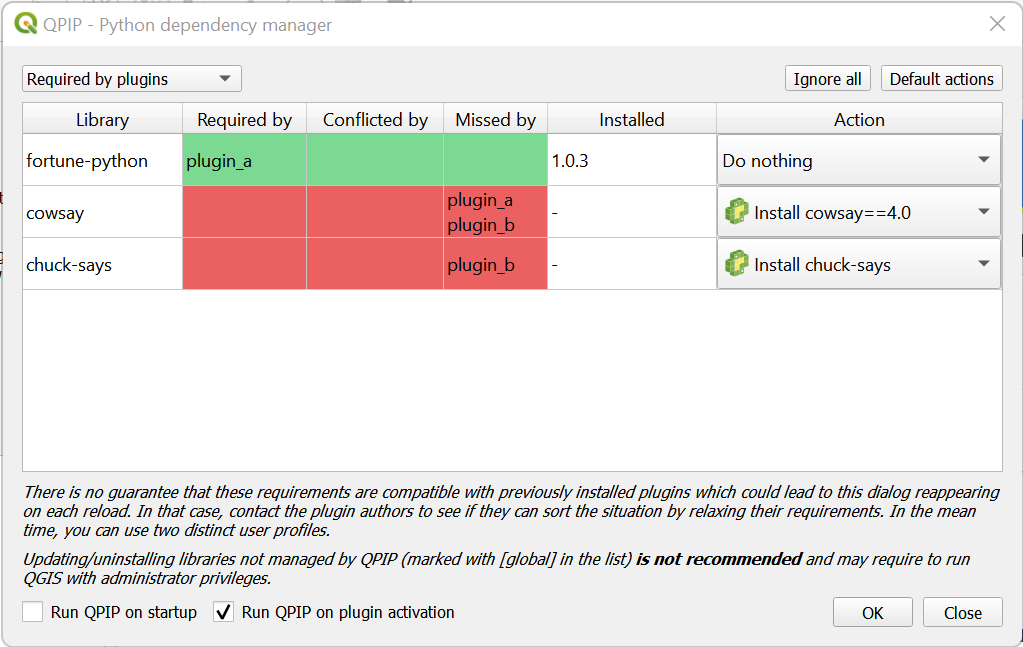 QPIP - Python dependency manager
Required by plugins Ignore all Default actions
Library Required by Conflicted by Missed by Installed Action
fortune-python plugin_a 1.0.3 Do nothing
cowsay plugin_a plugin_b - Install cowsay==4.0
chuck-says plugin_b - Install chuck-says
There is no guarantee that these requirements are compatible with previously installed plugins which could lead to this dialog reappearing
on each reload. In that case, contact the plugin authors to see if they can sort the situation by relaxing their requirements. In the mean
time, you can use two distinct user profiles.
Updating/uninstalling libraries not managed by QPIP (marked with [global] in the list) is not recommended and may require to run
QGIS with administrator privileges.
Run QPIP on startup Run QPIP on plugin activation OK Close